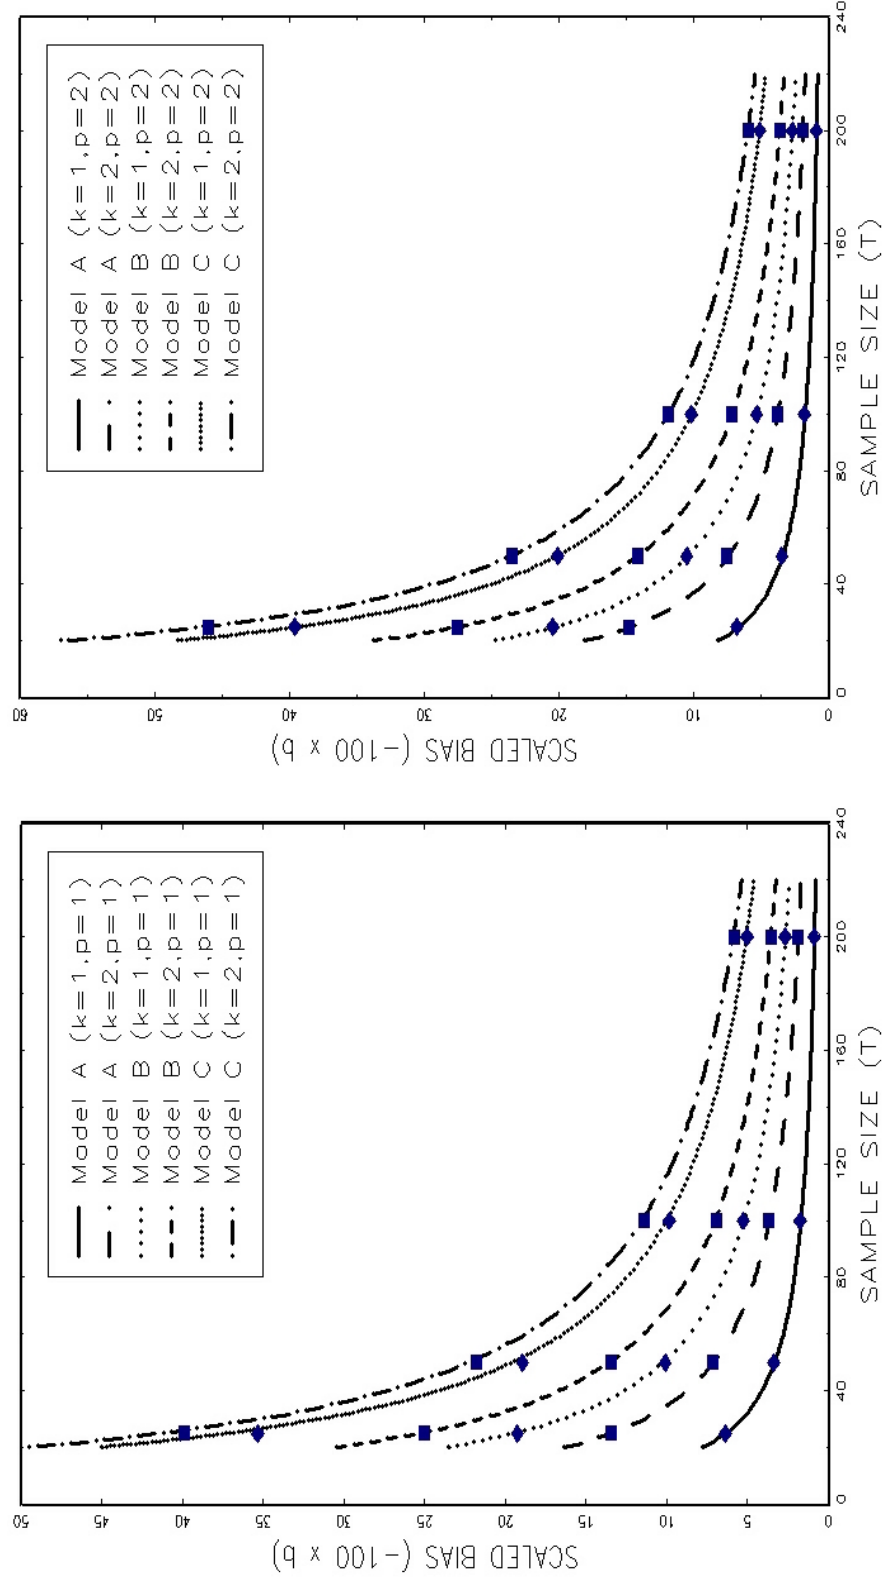 Model A (k=1,p=2)
Model A (k=2,p=2)
Model B (k=1,p=2)
Model B (k=2,p=2)
Model C (k=1,p=2)
Model C (k=2,p=2)
60
50
40
30
20
10
0
SCALED BIAS (-100 x b)
0
40
80
120
160
200
240
SAMPLE SIZE (T)
Model A (k=1,p=1)
Model A (k=2,p=1)
Model B (k=1,p=1)
Model B (k=2,p=1)
Model C (k=1,p=1)
Model C (k=2,p=1)
50
45
40
35
30
25
20
15
10
5
0
SCALED BIAS (-100 x b)
0
40
80
120
160
200
240
SAMPLE SIZE (T)